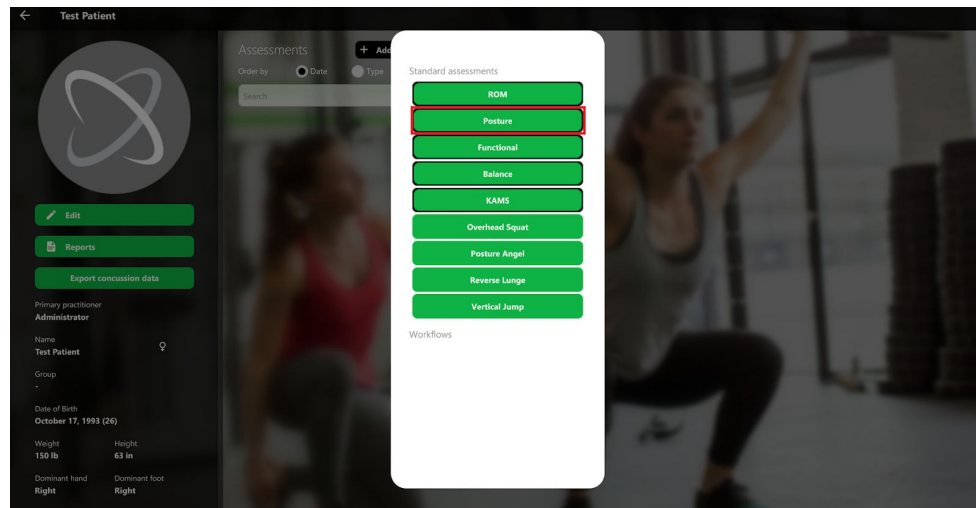 Test Patient
Assessments
+ Add
Order by Date Type
Search
Edit
Reports
Export concussion data
Primary practitioner
Administrator
Name
Test Patient
Group
-
Date of Birth
October 17, 1993 (26)
Weight Height
150 lb 63 in
Dominant hand Dominant foot
Right Right
Standard assessments
ROM
Posture
Functional
Balance
KAMS
Overhead Squat
Posture Angel
Reverse Lunge
Vertical Jump
Workflows